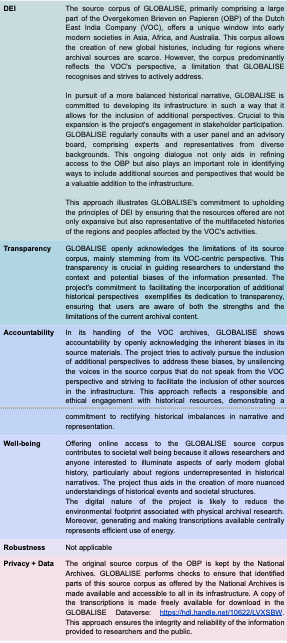 DEI
The source corpus of GLOBALISE, primarily comprising a large
part of the Overgekomen Brieven en Papieren (OBP) of the Dutch
East India Company (VOC), offers a unique window into early
modern societies in Asia, Africa, and Australia. This corpus allows
the creation of new global histories, including for regions where
archival sources are scarce. However, the corpus predominantly
reflects the VOC's perspective, a limitation that GLOBALISE
recognises and strives to actively address.
In pursuit of a more balanced historical narrative, GLOBALISE is
committed to developing its infrastructure in such a way that it
allows for the inclusion of additional perspectives. Crucial to this
expansion is the project's engagement in stakeholder participation.
GLOBALISE regularly consults with a user panel and an advisory
board, comprising experts and representatives from diverse
backgrounds. This ongoing dialogue not only aids in refining
access to the OBP but also plays an important role in identifying
ways to include additional sources and perspectives that would be
a valuable addition to the infrastructure.
This approach illustrates GLOBALISE's commitment to upholding
the principles of DEI by ensuring that the resources offered are not
only expansive but also representative of the multifaceted histories
of the regions and peoples affected by the VOC's activities.
Transparency
GLOBALISE openly acknowledges the limitations of its source
corpus, mainly stemming from its VOC-centric perspective. This
transparency is crucial in guiding researchers to understand the
context and potential biases of the information presented. The
project's commitment to facilitating the incorporation of additional
historical perspectives exemplifies its dedication to transparency,
ensuring that users are aware of both the strengths and the
limitations of the current archival content.
Accountability
In its handling of the VOC archives, GLOBALISE shows
accountability by openly acknowledging the inherent biases in its
source materials. The project tries to actively pursue the inclusion
of additional perspectives to address these biases, by unsilencing
the voices in the source corpus that do not speak from the VOC
perspective and striving to facilitate the inclusion of other sources
in the infrastructure. This approach reflects a responsible and
ethical engagement with historical resources, demonstrating a
commitment to rectifying historical imbalances in narrative and
representation.
Well-being
Offering online access to the GLOBALISE source corpus
contributes to societal well being because it allows researchers and
anyone interested to illuminate aspects of early modern global
history, particularly about regions underrepresented in historical
narratives. The project thus aids in the creation of more nuanced
understandings of historical events and societal structures.
The digital nature of the project is likely to reduce the
environmental footprint associated with physical archival research.
Moreover, generating and making transcriptions available centrally
represents efficient use of energy.
Robustness
Not applicable
Privacy + Data
The original source corpus of the OBP is kept by the National
Archives. GLOBALISE performs checks to ensure that identified
parts of this source corpus as offered by the National Archives is
made available and accessible to all in its infrastructure. A copy of
the transcriptions is made freely available for download in the
GLOBALISE Dataverse: https://hdl.handle.net/10622/LVXSBW.
This approach ensures the integrity and reliability of the information
provided to researchers and the public.